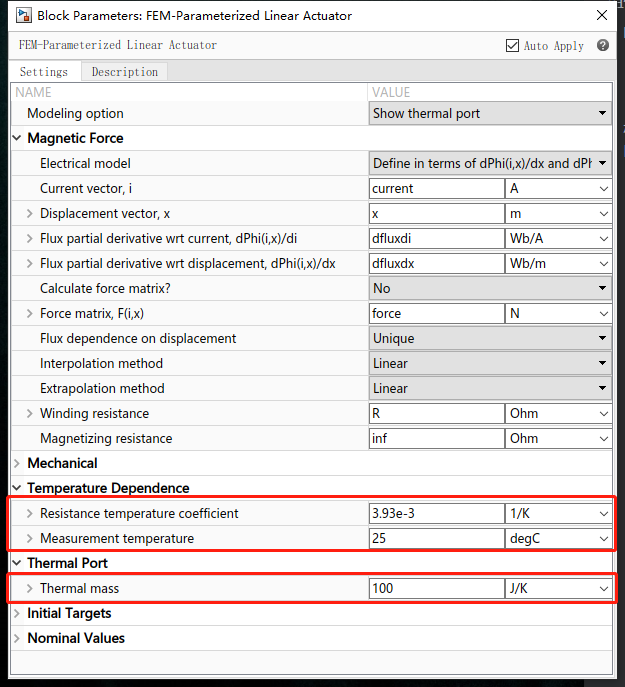 Block Parameters: FEM-Parameterized Linear Actuator
FEM-Parameterized Linear Actuator
Auto Apply
Settings Description
NAME VALUE
Modeling option Show thermal port
Magnetic Force
Electrical model Define in terms of dPhi(i,x)/dx and dPh
Current vector, i current A
Displacement vector, x x m
Flux partial derivative wrt current, dPhi(i,x)/di dfluxdi Wb/A
Flux partial derivative wrt displacement, dPhi(i,x)/dx dfluxdx Wb/m
Calculate force matrix? No
Force matrix, F(i,x) force N
Flux dependence on displacement Unique
Interpolation method Linear
Extrapolation method Linear
Winding resistance R Ohm
Magnetizing resistance inf Ohm
Mechanical
Temperature Dependence
Resistance temperature coefficient 3.93e-3 1/K
Measurement temperature 25 degC
Thermal Port
Thermal mass 100 J/K
Initial Targets
Nominal Values